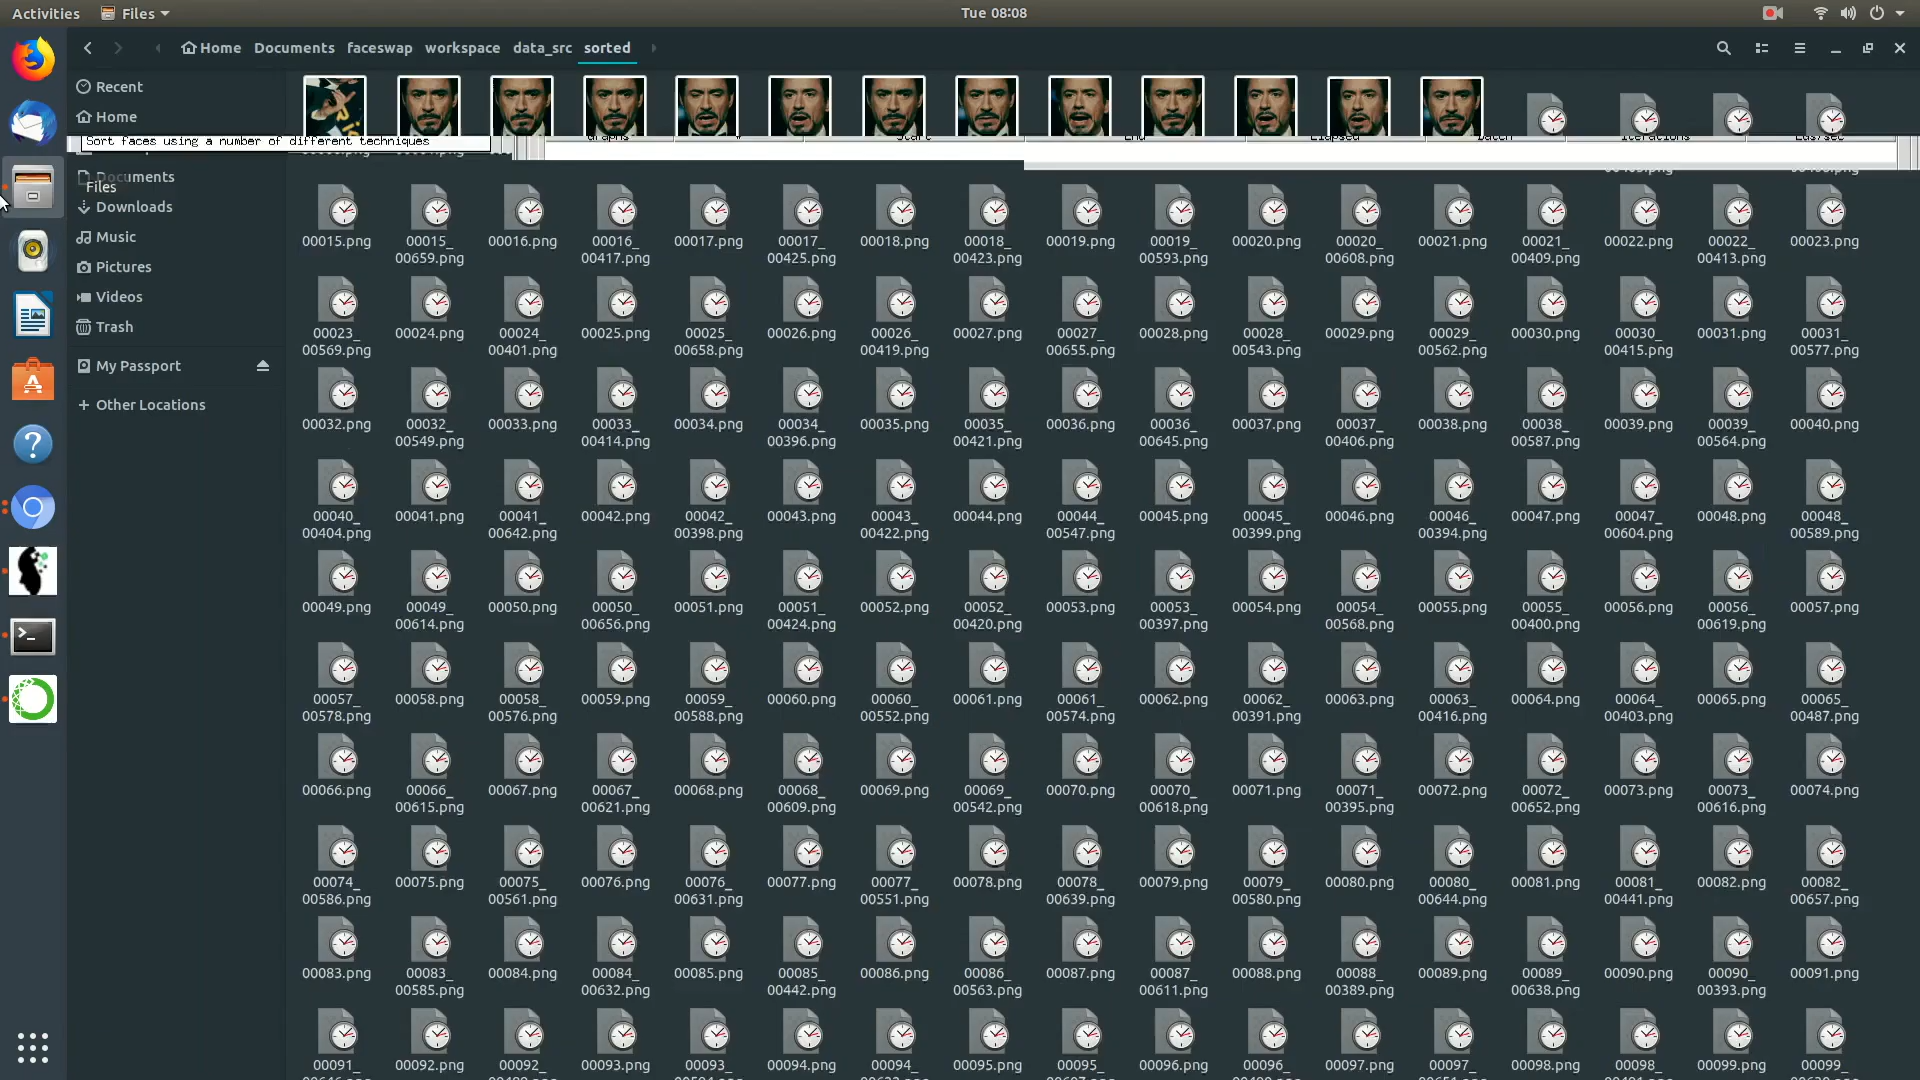 Activities Files Tue 08:08
Home Documents faceswap workspace data_src sorted
Recent
Home
Sort faces using a number of different techniques
Documents
Files
Downloads
Music
Pictures
Videos
Trash
My Passport
Other Locations
00015.png 00015_ 00016.png 00016_ 00017.png 00017_ 00018.png 00018_ 00019.png 00019_ 00020.png 00020_ 00021.png 00021_ 00022.png 00022_ 00023.png
00659.png 00417.png 00425.png 00423.png 00593.png 00608.png 00409.png 00413.png
00023_ 00024.png 00024_ 00025.png 00025_ 00026.png 00026_ 00027.png 00027_ 00028.png 00028_ 00029.png 00029_ 00030.png 00030_ 00031.png 00031_
00569.png 00401.png 00658.png 00419.png 00655.png 00543.png 00562.png 00415.png 00577.png
00032.png 00032_ 00033.png 00033_ 00034.png 00034_ 00035.png 00035_ 00036.png 00036_ 00037.png 00037_ 00038.png 00038_ 00039.png 00039_ 00040.png
00549.png 00414.png 00396.png 00421.png 00645.png 00406.png 00587.png 00564.png
00040_ 00041.png 00041_ 00042.png 00042_ 00043.png 00043_ 00044.png 00044_ 00045.png 00045_ 00046.png 00046_ 00047.png 00047_ 00048.png 00048_
00404.png 00642.png 00398.png 00422.png 00547.png 00399.png 00394.png 00604.png 00589.png
00049.png 00049_ 00050.png 00050_ 00051.png 00051_ 00052.png 00052_ 00053.png 00053_ 00054.png 00054_ 00055.png 00055_ 00056.png 00056_ 00057.png
00614.png 00656.png 00424.png 00420.png 00397.png 00568.png 00400.png 00619.png
00057_ 00058.png 00058_ 00059.png 00059_ 00060.png 00060_ 00061.png 00061_ 00062.png 00062_ 00063.png 00063_ 00064.png 00064_ 00065.png 00065_
00578.png 00576.png 00588.png 00552.png 00574.png 00391.png 00416.png 00403.png 00487.png
00066.png 00066_ 00067.png 00067_ 00068.png 00068_ 00069.png 00069_ 00070.png 00070_ 00071.png 00071_ 00072.png 00072_ 00073.png 00073_ 00074.png
00615.png 00621.png 00609.png 00542.png 00618.png 00395.png 00652.png 00616.png
00074_ 00075.png 00075_ 00076.png 00076_ 00077.png 00077_ 00078.png 00078_ 00079.png 00079_ 00080.png 00080_ 00081.png 00081_ 00082.png 00082_
00586.png 00561.png 00631.png 00551.png 00639.png 00580.png 00644.png 00441.png 00657.png
00083.png 00083_ 00084.png 00084_ 00085.png 00085_ 00086.png 00086_ 00087.png 00087_ 00088.png 00088_ 00089.png 00089_ 00090.png 00090_ 00091.png
00585.png 00632.png 00442.png 00563.png 00611.png 00389.png 00638.png 00393.png
00091_ 00092.png 00092_ 00093.png 00093_ 00094.png 00094_ 00095.png 00095_ 00096.png 00096_ 00097.png 00097_ 00098.png 00098_ 00099.png 00099_